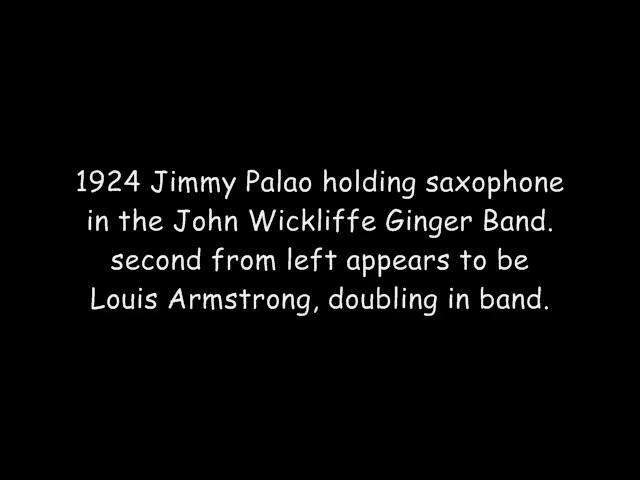 1924 Jimmy Palao holding saxophone
in the John Wickliffe Ginger Band.
second from left appears to be
Louis Armstrong, doubling in band.